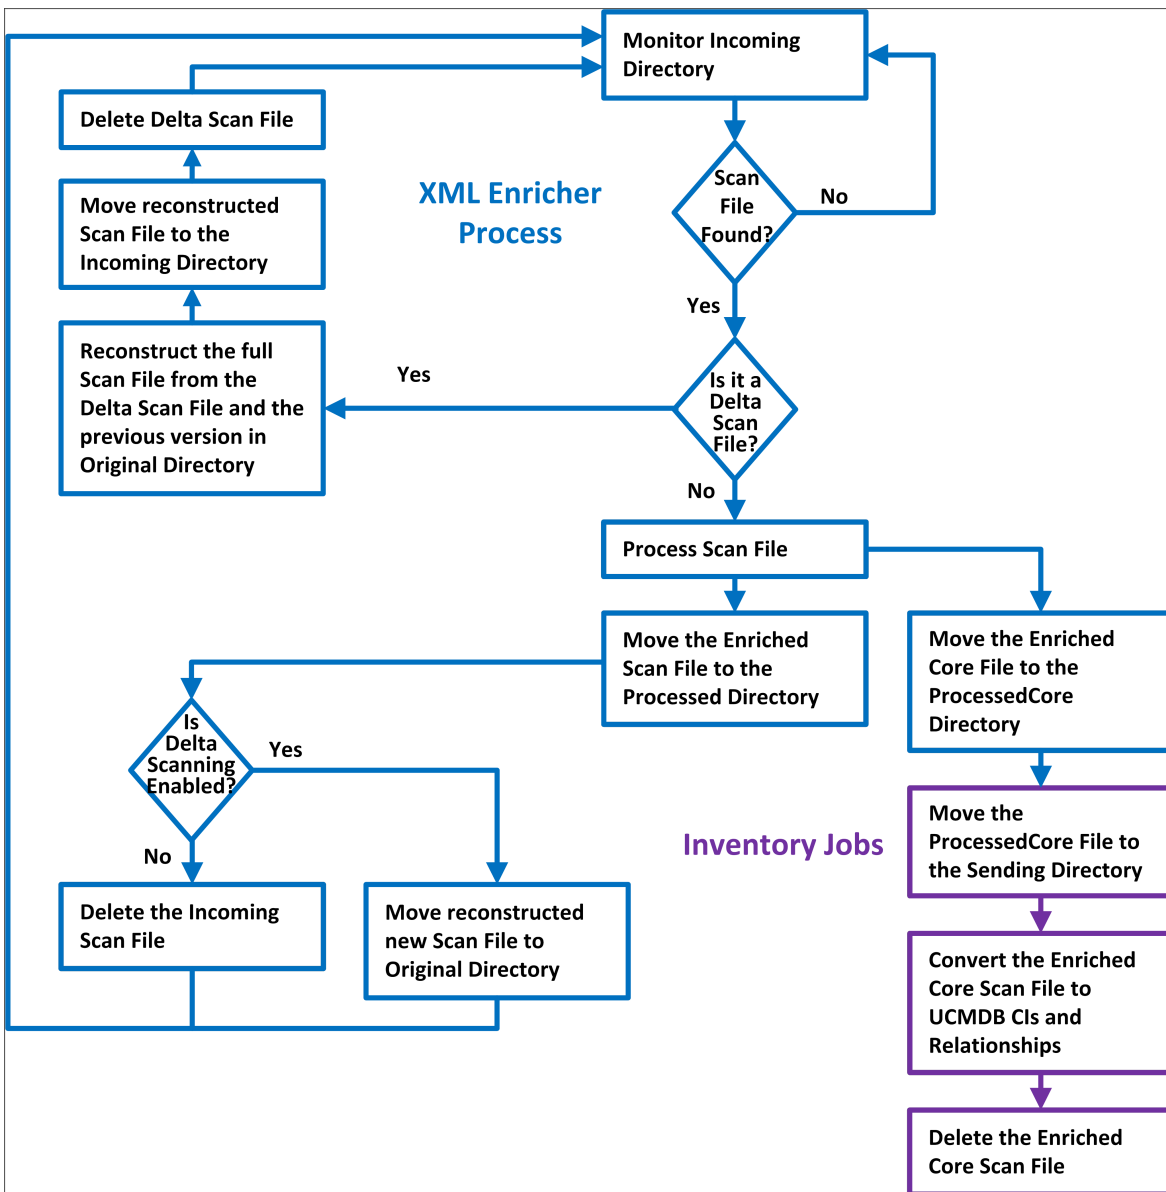 Monitor Incoming
Directory
Delete Delta Scan File
Scan
File
Found?
No
XML Enricher
Process
Move reconstructed
Scan File to the
Incoming Directory
Yes
Reconstruct the full
Scan File from the
Delta Scan File and the
previous version in
Original Directory
Yes
Is it a
Delta
Scan
File?
No
Process Scan File
Move the Enriched
Scan File to the
Processed Directory
Move the Enriched
Core File to the
ProcessedCore
Directory
Is
Delta
Scanning
Enabled?
Yes
No
Inventory Jobs
Move the
ProcessedCore File to
the Sending Directory
Delete the Incoming
Scan File
Move reconstructed
new Scan File to
Original Directory
Convert the Enriched
Core Scan File to
UCMDB CIs and
Relationships
Delete the Enriched
Core Scan File